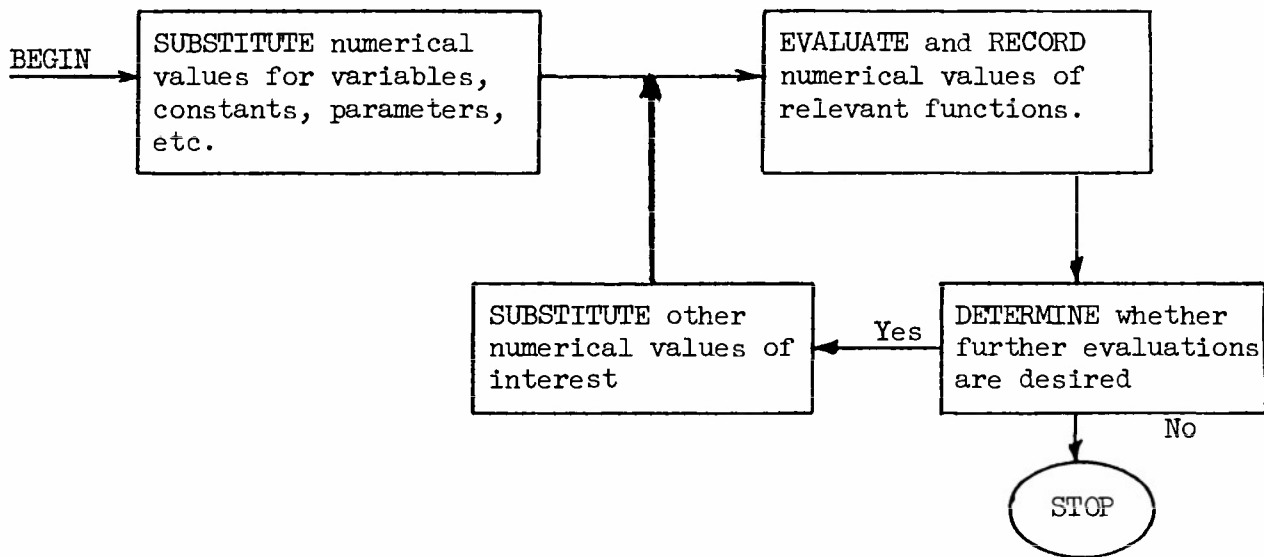 BEGIN
SUBSTITUTE numerical
values for variables,
constants, parameters,
etc.
EVALUATE and RECORD
numerical values of
relevant functions.
SUBSTITUTE other
numerical values of
interest
Yes
DETERMINE whether
further evaluations
are desired
No
STOP